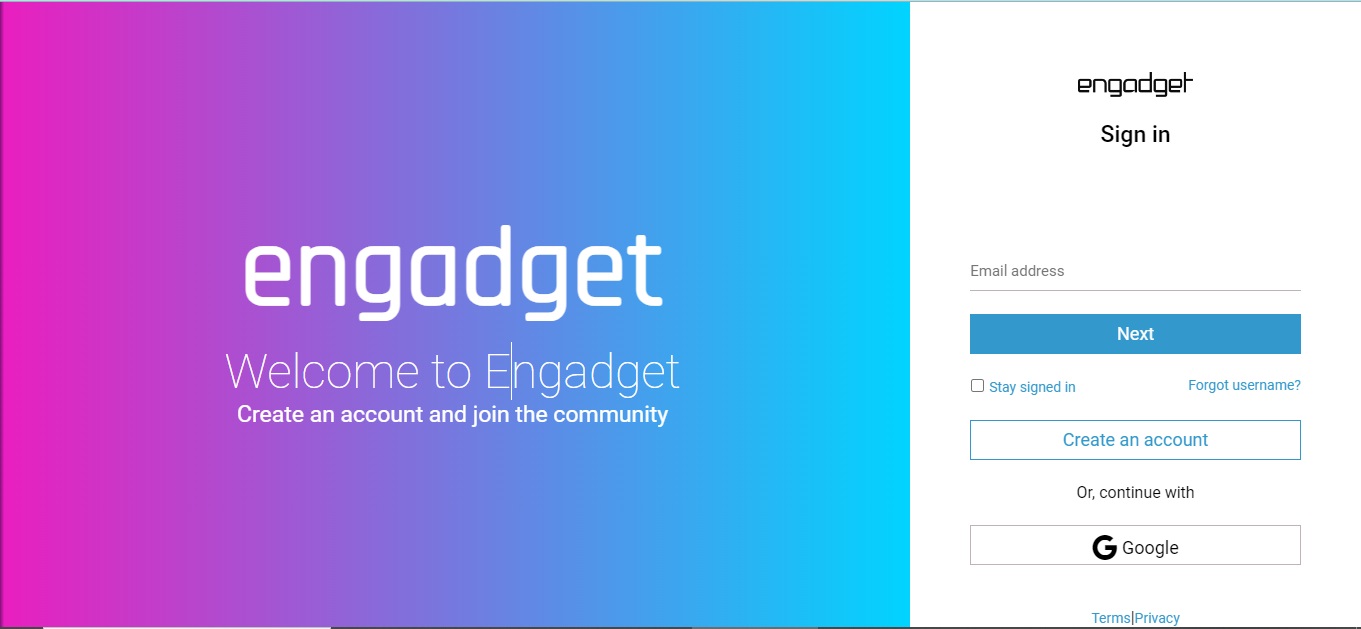 engadget
Welcome to Engadget
Create an account and join the community
engadget
Sign in
Email address
Next
Stay signed in
Forgot username?
Create an account
Or, continue with
Google
Terms|Privacy